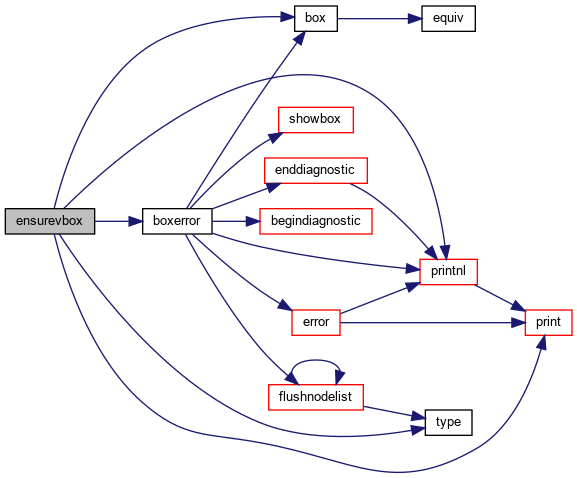 box
equiv
showbox
enddiagnostic
ensurevbox
boxerror
begindiagnostic
printnl
error
print
flushnodelist
type